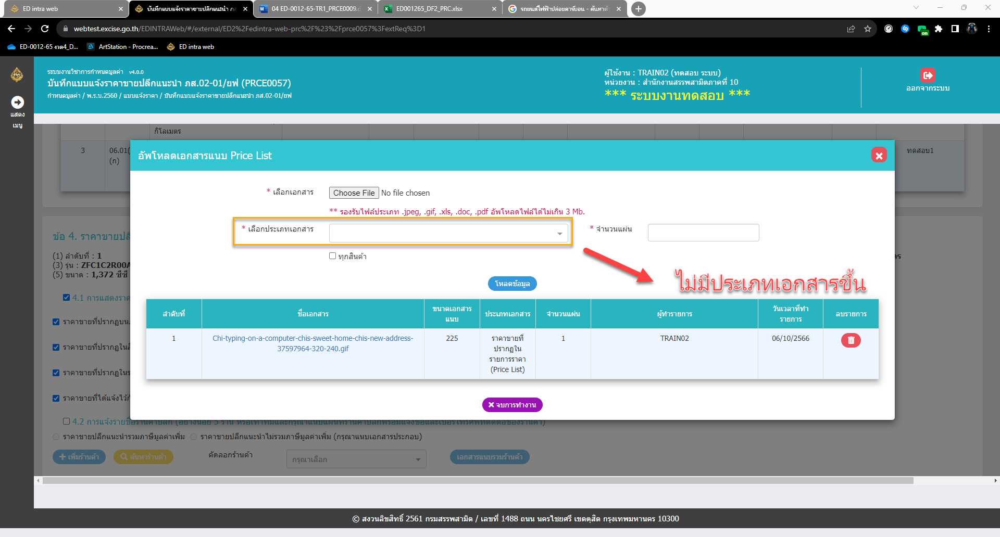 ED intra web
บันทึกแบบแจ้งราคาขายปลีกแนะนำ ภส
04 ED-0012-65-TR1_PRCE0009.d
ED001265_DF2_PRC.xlsx
รถยนต์ไฟฟ้าปล่อยคาร์บอน - ค้นหาด้ว
webtest.excise.go.th/EDINTRAWeb/#/external/ED2%2Fedintra-web-prc%2F%23%2Fprce0057%3FextReq%3D1
on
ED-0012-65 งวด4_D...
ArtStation - Procrea...
ED intra web
แสดง
เมนู
ระบบงานวิชาการกำหนดมูลค่า v4.0.0
บันทึกแบบแจ้งราคาขายปลีกแนะนำ ภส.02-01/ยฟ (PRCE0057)
กำหนดมูลค่า / พ.ร.บ.2560 / แบบแจ้งราคา / บันทึกแบบแจ้งราคาขายปลีกแนะนำ ภส.02-01/ยฟ
ผู้ใช้งาน : TRAIN02 (ทดสอบ ระบบ)
หน่วยงาน : สำนักงานสรรพสามิตภาคที่ 10
*** ระบบงานทดสอบ ***
ออกจากระบบ
กิโลเมตร
3
06.01(
(ก)
ทดสอบ1
อัพโหลดเอกสารแนบ Price List
* เลือกเอกสาร
Choose File No file chosen
** รองรับไฟล์ประเภท .jpeg, .gif, .xls, .doc, .pdf อัพโหลดไฟล์ได้ไม่เกิน 3 Mb.
* เลือกประเภทเอกสาร
* จำนวนแผ่น
ทุกสินค้า
ไม่มีประเภทเอกสารขึ้น
โหลดข้อมูล
ลำดับที่
ชื่อเอกสาร
ขนาดเอกสาร
แนบ
ประเภทเอกสาร
จำนวนแผ่น
ผู้ทำรายการ
วันเวลาที่ทำ
รายการ
ลบรายการ
1
Chi-typing-on-a-computer-chis-sweet-home-chis-new-address-
37597964-320-240.gif
225
ราคาขายที่
ปรากฏใน
รายการราคา
(Price List)
1
TRAIN02
06/10/2566
จบการทำงาน
ข้อ 4. ราคาขายปลี
(1) ลำดับที่ : 1
(3) รุ่น : ZFC1C2R00A
(5) ขนาด : 1,372 ซีซี
4.1 การแสดงราค
ราคาขายที่ปรากฏบน
ราคาขายที่ปรากฏใน
ราคาขายที่ปรากฏใน
ราคาขายที่ได้แจ้งไว้
4.2 การแจ้งรายชื่อร้านค้าปลีก (อย่างน้อย 5 ร้าน หรือเท่าที่มีและกรุณาแนบแผนที่ร้านค้าปลีกพร้อมแจ้งชื่อและเบอร์โทรศัพท์ติดต่อของร้านค้า)
ราคาขายปลีกแนะนำรวมภาษีมูลค่าเพิ่ม ราคาขายปลีกแนะนำไม่รวมภาษีมูลค่าเพิ่ม (กรุณาแนบเอกสารประกอบ)
เพิ่มร้านค้า
ค้นหาร้านค้า
คัดลอกร้านค้า
กรุณาเลือก
เอกสารแนบรวมร้านค้า
© สงวนลิขสิทธิ์ 2561 กรมสรรพสามิต / เลขที่ 1488 ถนน นครไชยศรี เขตดุสิต กรุงเทพมหานคร 10300